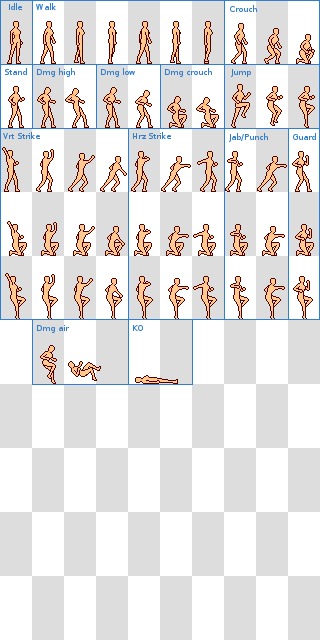 Idle
Walk
Crouch
Stand
Dmg high
Dmg low
Dmg crouch
Jump
Vrt Strike
Hrz Strike
Jab/Punch
Guard
Dmg air
KO